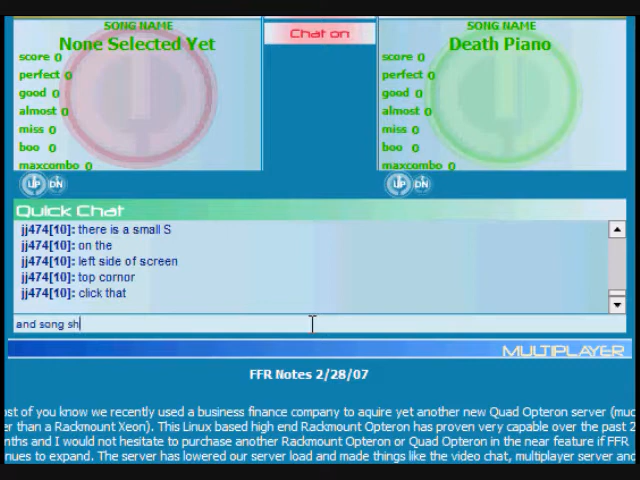 SONG NAME
None Selected Yet
score 0
perfect 0
good 0
almost 0
miss 0
boo 0
maxcombo 0
UP DN
Chat on
SONG NAME
Death Piano
score 0
perfect 0
good 0
almost 0
miss 0
boo 0
maxcombo 0
UP DN
Quick Chat
jj474[10]: there is a small S
jj474[10]: on the
jj474[10]: left side of screen
jj474[10]: top cornor
jj474[10]: click that
and song sh
MULTIPLAYER
FFR Notes 2/28/07
ost of you know we recently used a business finance company to aquire yet another new Quad Opteron server (muc
er than a Rackmount Xeon). This Linux based high end Rackmount Opteron has proven very capable over the past 2
nths and I would not hesitate to purchase another Rackmount Opteron or Quad Opteron in the near feature if FFR
nues to expand. The server has lowered our server load and made things like the video chat, multiplayer server and